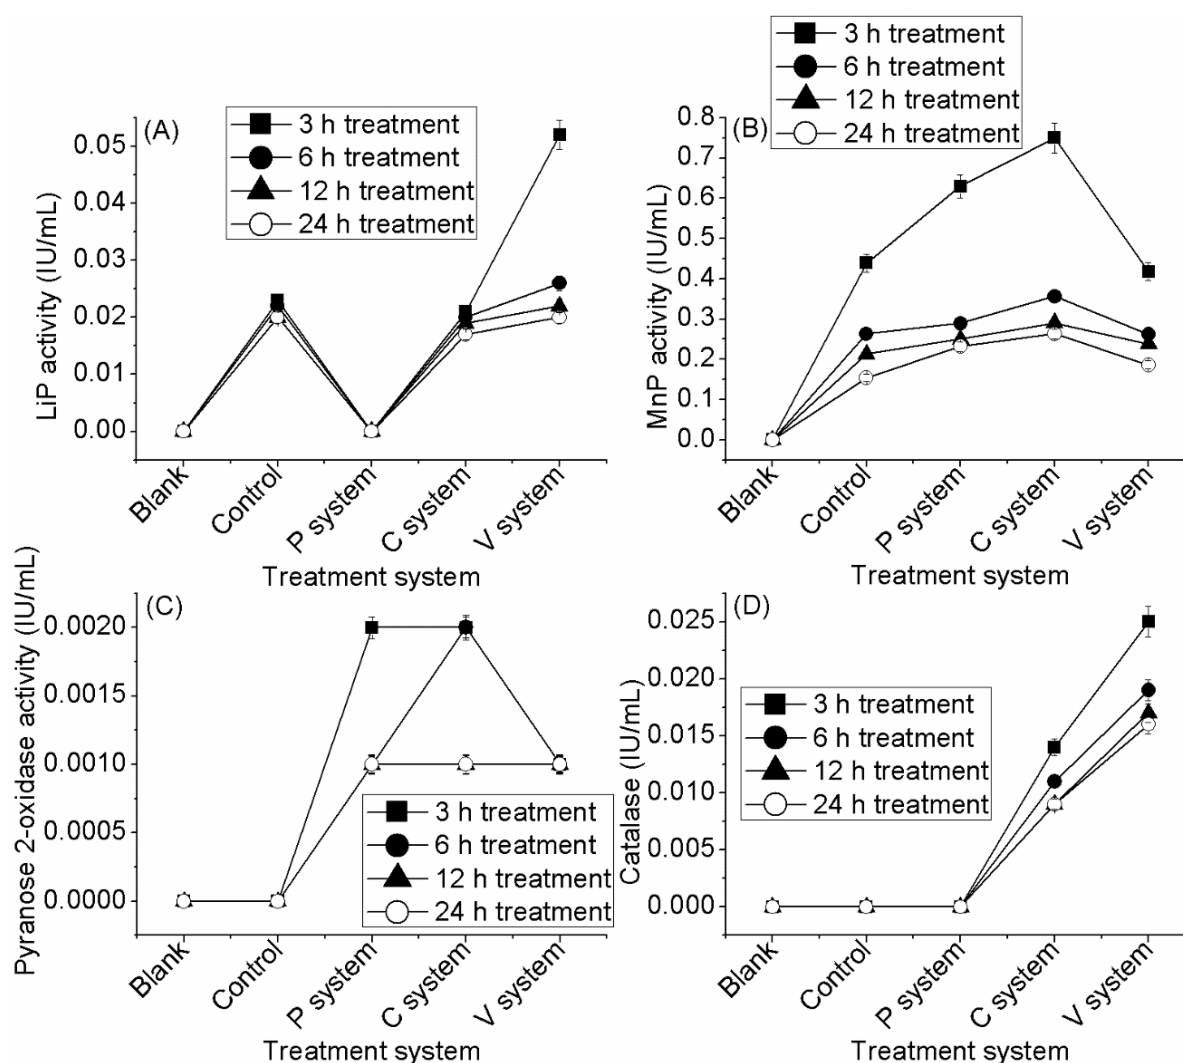 (A)
3 h treatment
6 h treatment
12 h treatment
24 h treatment
0.05
0.04
0.03
0.02
0.01
0.00
LiP activity (IU/mL)
Blank
Control
P system
C system
V system
Treatment system
(B)
3 h treatment
6 h treatment
12 h treatment
24 h treatment
0.8
0.7
0.6
0.5
0.4
0.3
0.2
0.1
0.0
MnP activity (IU/mL)
Blank
Control
P system
C system
V system
Treatment system
(C)
0.0020
0.0015
0.0010
0.0005
0.0000
Pyranose 2-oxidase activity (IU/mL)
3 h treatment
6 h treatment
12 h treatment
24 h treatment
Blank
Control
P system
C system
V system
Treatment system
(D)
0.025
0.020
0.015
0.010
0.005
0.000
Catalase (IU/mL)
3 h treatment
6 h treatment
12 h treatment
24 h treatment
Blank
Control
P system
C system
V system
Treatment system